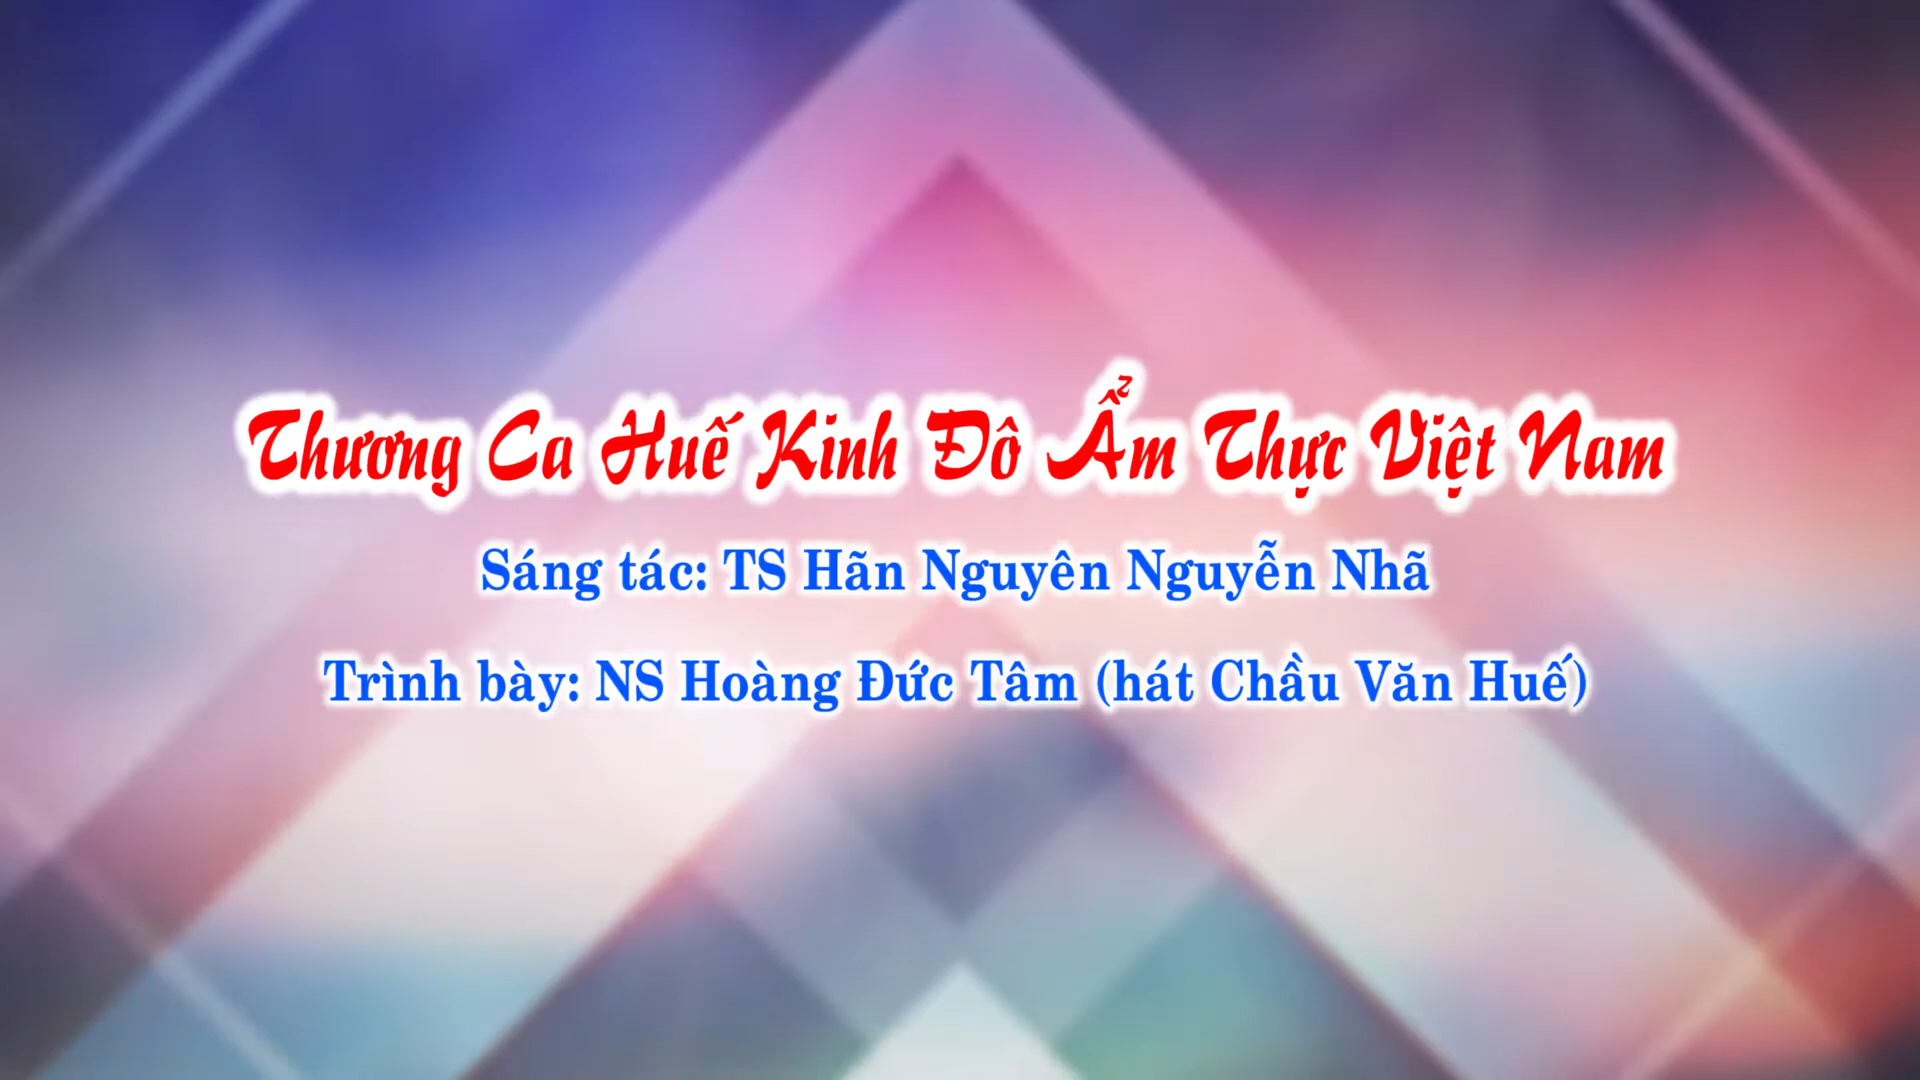 Thương Ca Huế Kinh Đô Ẩm Thực Việt Nam
Sáng tác: TS Hãn Nguyên Nguyễn Nhã
Trình bày: NS Hoàng Đức Tâm (hát Chầu Văn Huế)